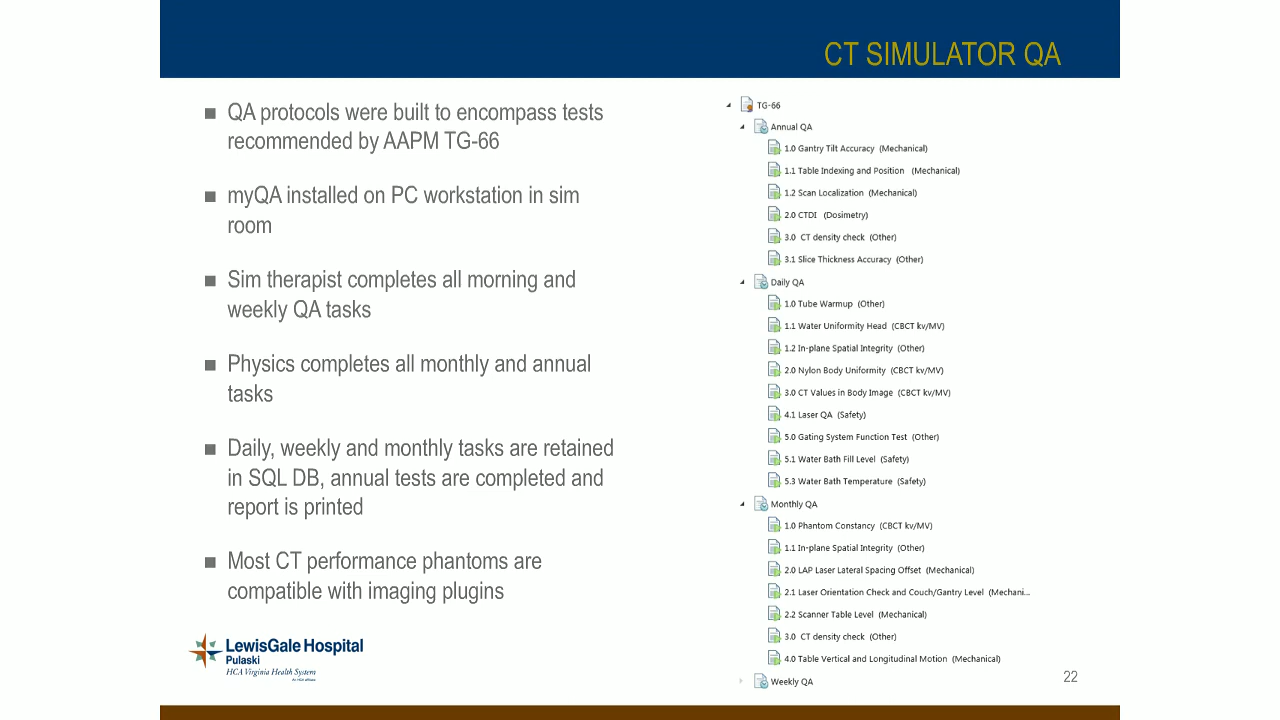 CT SIMULATOR QA
■ QA protocols were built to encompass tests
recommended by AAPM TG-66
■ myQA installed on PC workstation in sim
room
■ Sim therapist completes all morning and
weekly QA tasks
■ Physics completes all monthly and annual
tasks
■ Daily, weekly and monthly tasks are retained
in SQL DB, annual tests are completed and
report is printed
■ Most CT performance phantoms are
compatible with imaging plugins
TG-66
Annual QA
1.0 Gantry Tilt Accuracy (Mechanical)
1.1 Table Indexing and Position (Mechanical)
1.2 Scan Localization (Mechanical)
2.0 CTDI (Dosimetry)
3.0 CT density check (Other)
3.1 Slice Thickness Accuracy (Other)
Daily QA
1.0 Tube Warmup (Other)
1.1 Water Uniformity Head (CBCT kv/MV)
1.2 In-plane Spatial Integrity (Other)
2.0 Nylon Body Uniformity (CBCT kv/MV)
3.0 CT Values in Body Image (CBCT kv/MV)
4.1 Laser QA (Safety)
5.0 Gating System Function Test (Other)
5.1 Water Bath Fill Level (Safety)
5.3 Water Bath Temperature (Safety)
Monthly QA
1.0 Phantom Constancy (CBCT kv/MV)
1.1 In-plane Spatial Integrity (Other)
2.0 LAP Laser Lateral Spacing Offset (Mechanical)
2.1 Laser Orientation Check and Couch/Gantry Level (Mechani...
2.2 Scanner Table Level (Mechanical)
3.0 CT density check (Other)
4.0 Table Vertical and Longitudinal Motion (Mechanical)
Weekly QA
LewisGale Hospital
Pulaski
HCA Virginia Health System
22